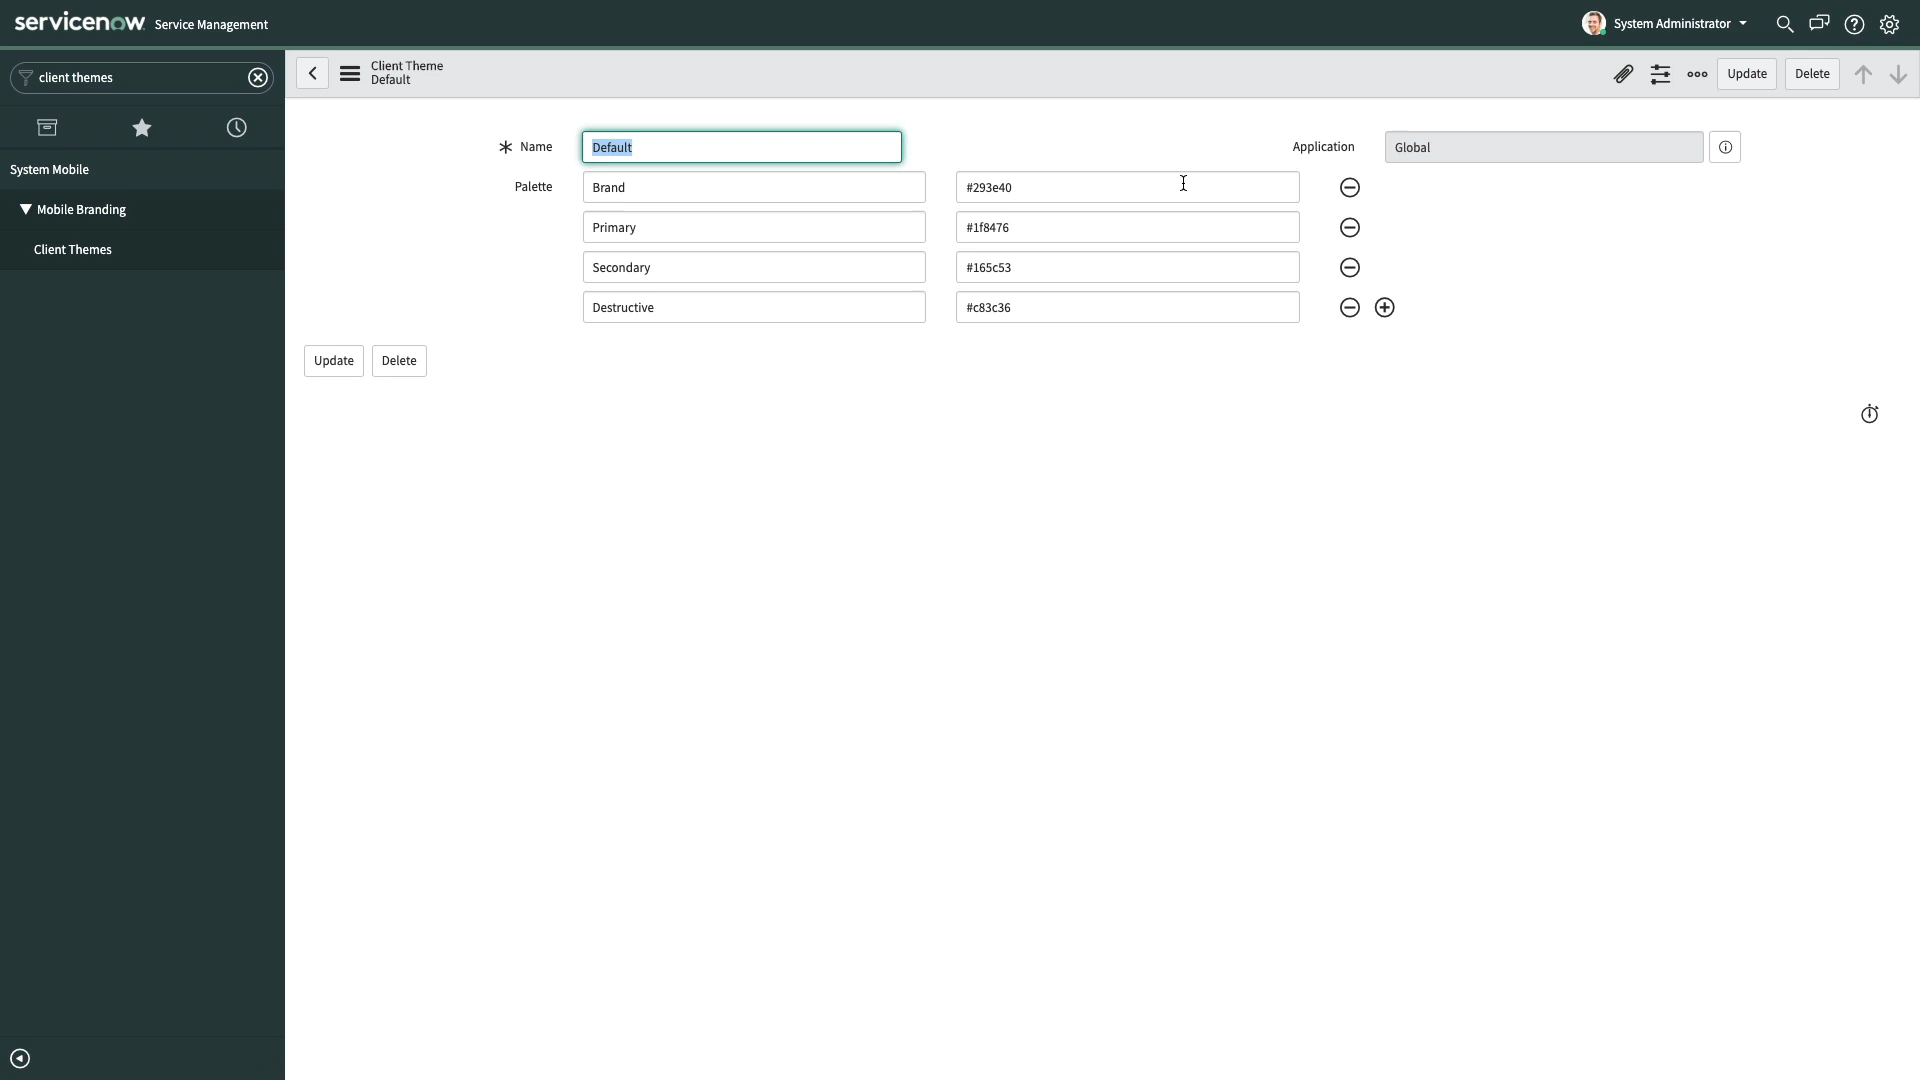 servicenow Service Management
System Administrator
client themes
Client Theme
Default
Update Delete
System Mobile
Mobile Branding
Client Themes
Name Default Application Global
Palette Brand #293e40
Primary #1f8476
Secondary #165c53
Destructive #c83c36
Update Delete